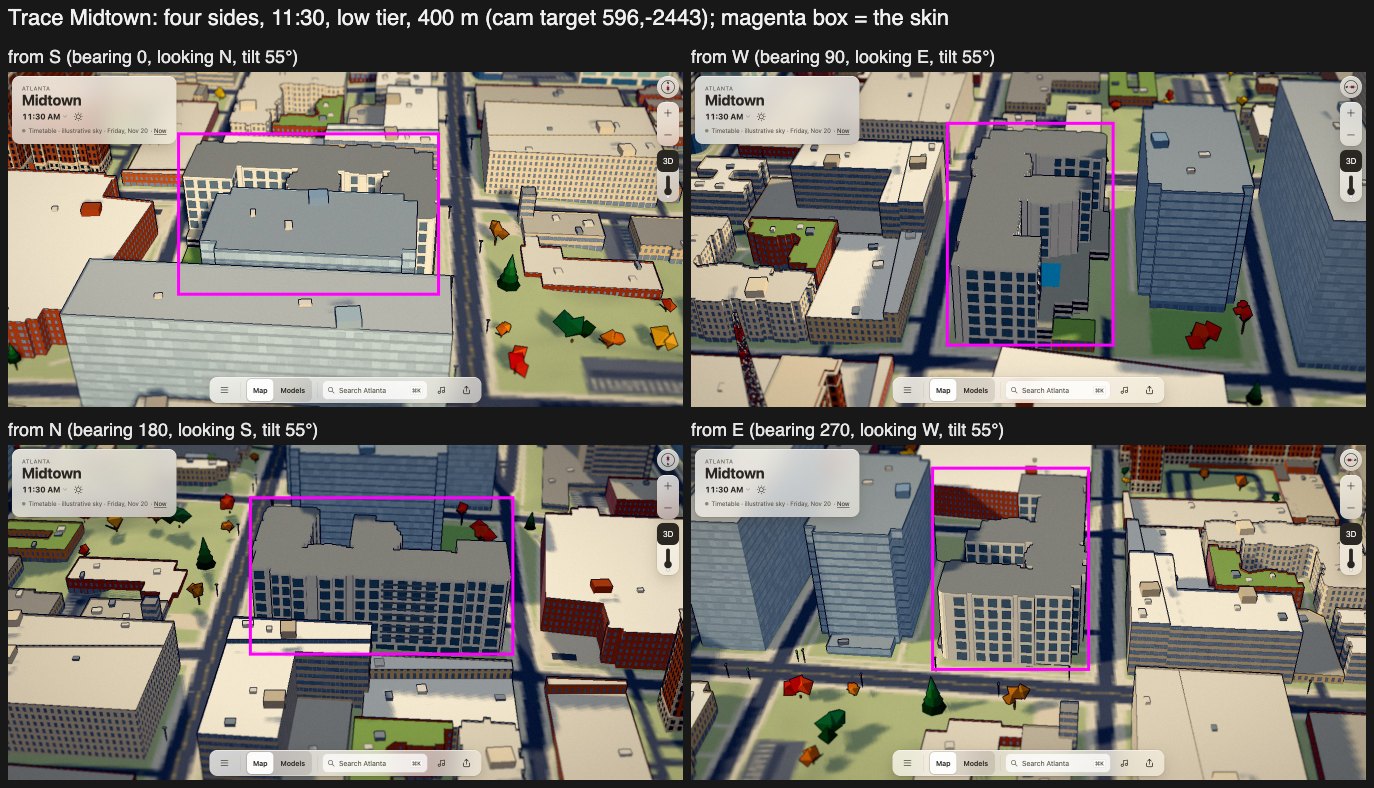 Trace Midtown: four sides, 11:30, low tier, 400 m (cam target 596,-2443); magenta box = the skin
from S (bearing 0, looking N, tilt 55°)
ATLANTA
Midtown
11:30 AM
Timetable · illustrative sky · Friday, Nov 20 · Now
3D
Map Models Search Atlanta ⌘K
from W (bearing 90, looking E, tilt 55°)
ATLANTA
Midtown
11:30 AM
Timetable · illustrative sky · Friday, Nov 20 · Now
3D
Map Models Search Atlanta ⌘K
from N (bearing 180, looking S, tilt 55°)
ATLANTA
Midtown
11:30 AM
Timetable · illustrative sky · Friday, Nov 20 · Now
3D
Map Models Search Atlanta ⌘K
from E (bearing 270, looking W, tilt 55°)
ATLANTA
Midtown
11:30 AM
Timetable · illustrative sky · Friday, Nov 20 · Now
3D
Map Models Search Atlanta ⌘K